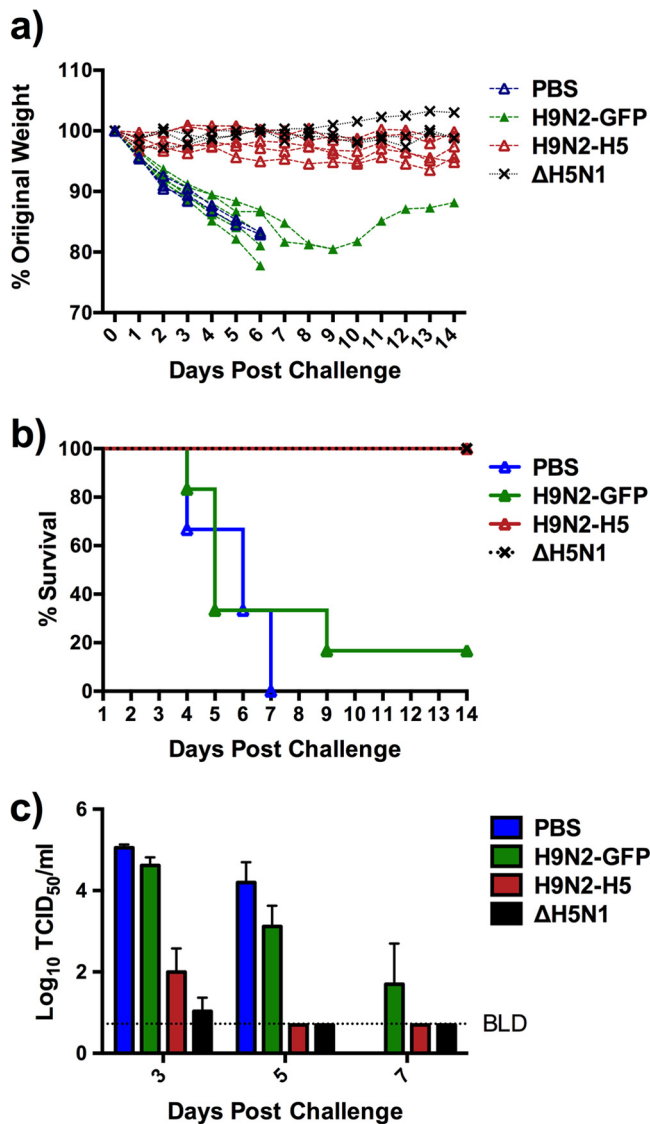 a)
% Oriiginal Weight
110
100
90
80
70
0 1 2 3 4 5 6 7 8 9 10 11 12 13 14
Days Post Challenge
PBS
H9N2-GFP
H9N2-H5
ΔH5N1
b)
% Survival
100
80
60
40
20
0
1 2 3 4 5 6 7 8 9 10 11 12 13 14
Days Post Challenge
PBS
H9N2-GFP
H9N2-H5
ΔH5N1
c)
Log10 TCID50/ml
6
4
2
0
3 5 7
Days Post Challenge
BLD
PBS
H9N2-GFP
H9N2-H5
ΔH5N1